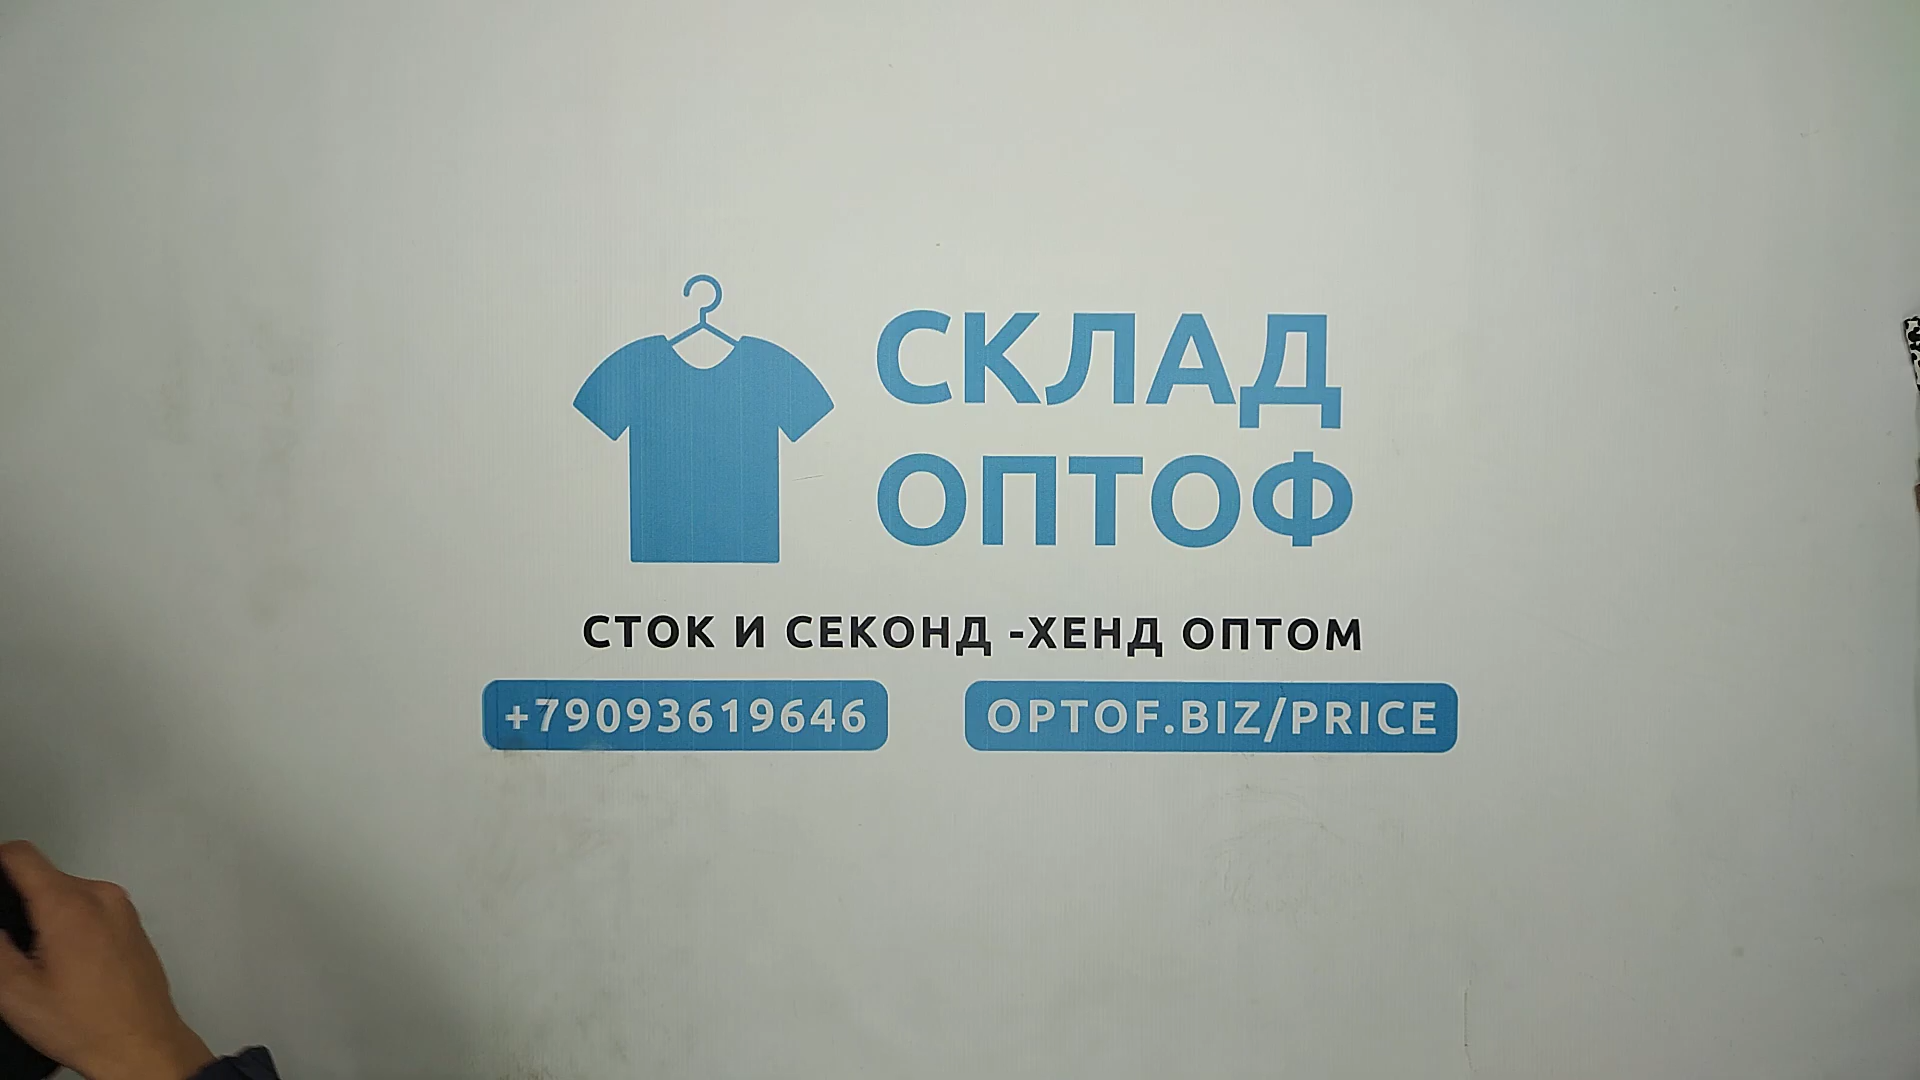 СКЛАД
ОПТОФ
СТОК И СЕКОНД -ХЕНД ОПТОМ
+79093619646
OPTOF.BIZ/PRICE